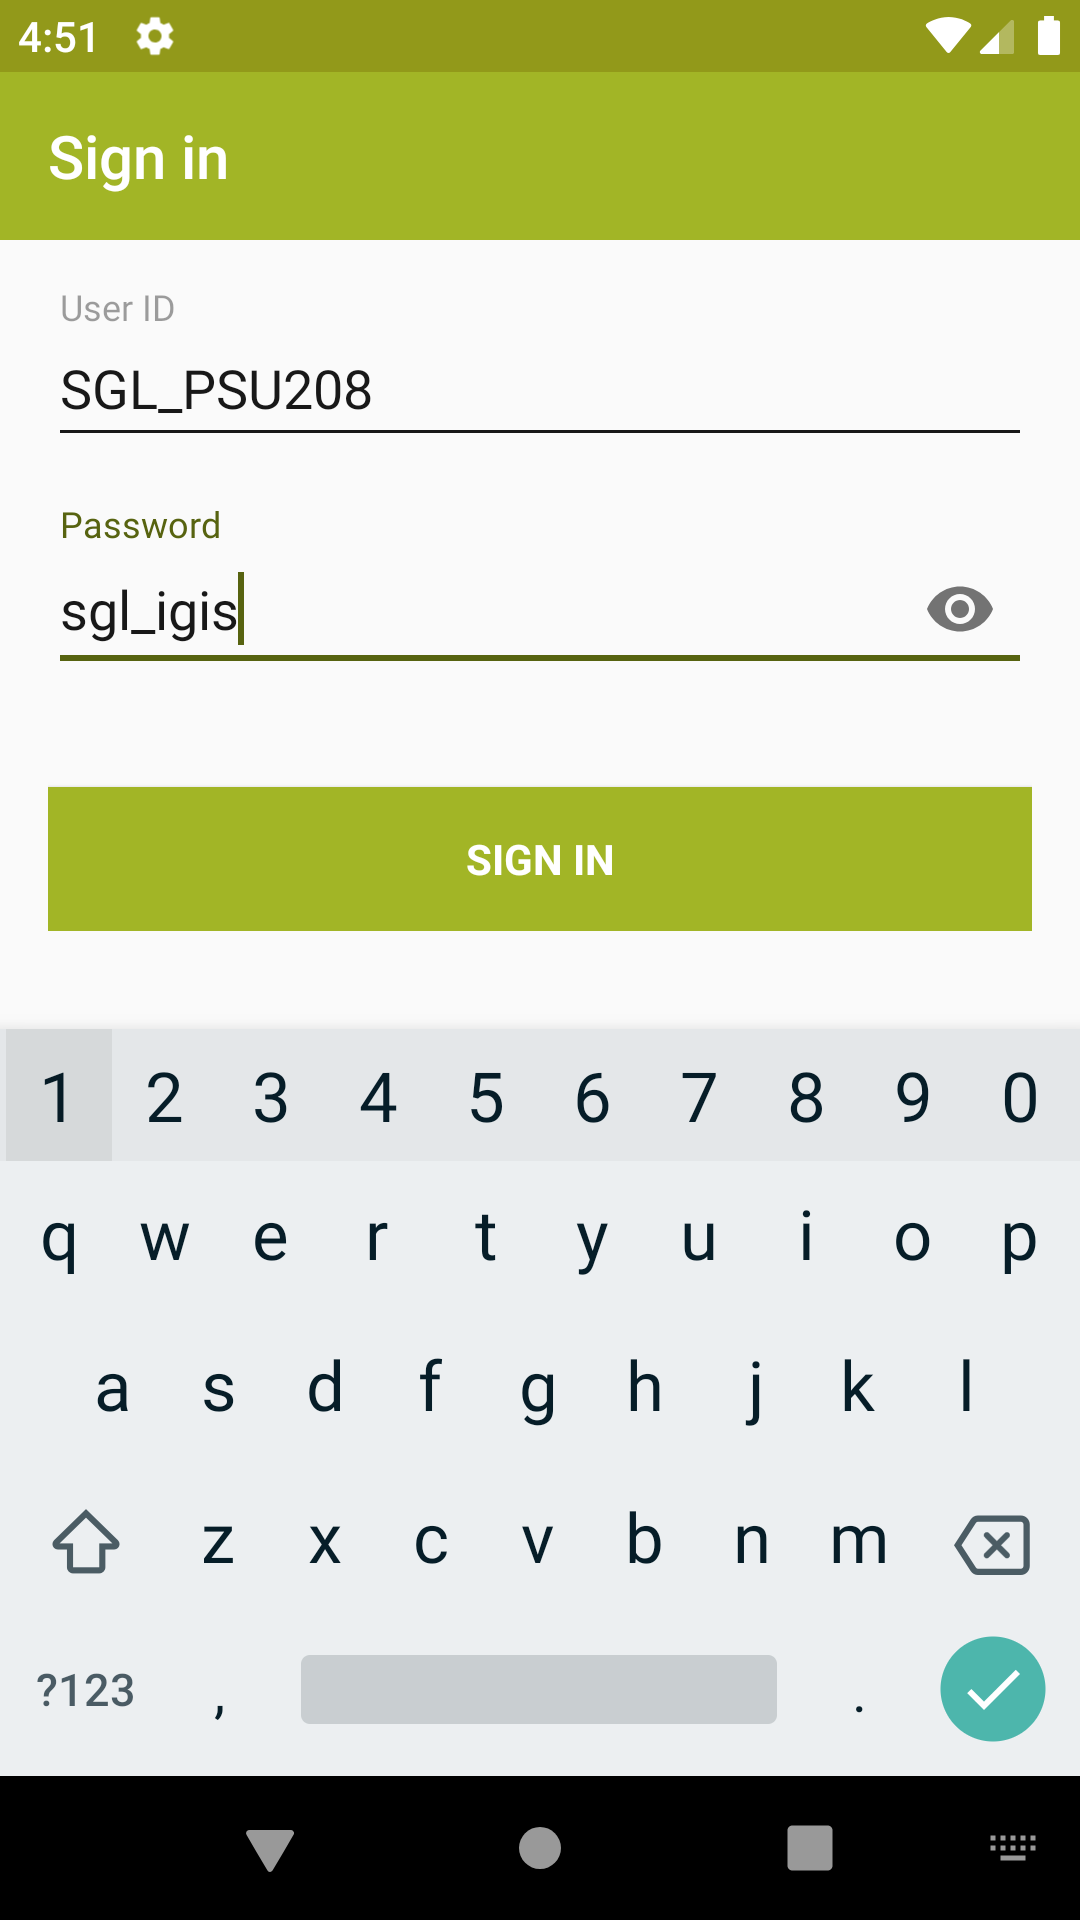 4:51
Sign in
User ID
SGL_PSU208
Password
sgl_igis
SIGN IN
1 2 3 4 5 6 7 8 9 0
q w e r t y u i o p
a s d f g h j k l
z x c v b n m
?123 , .